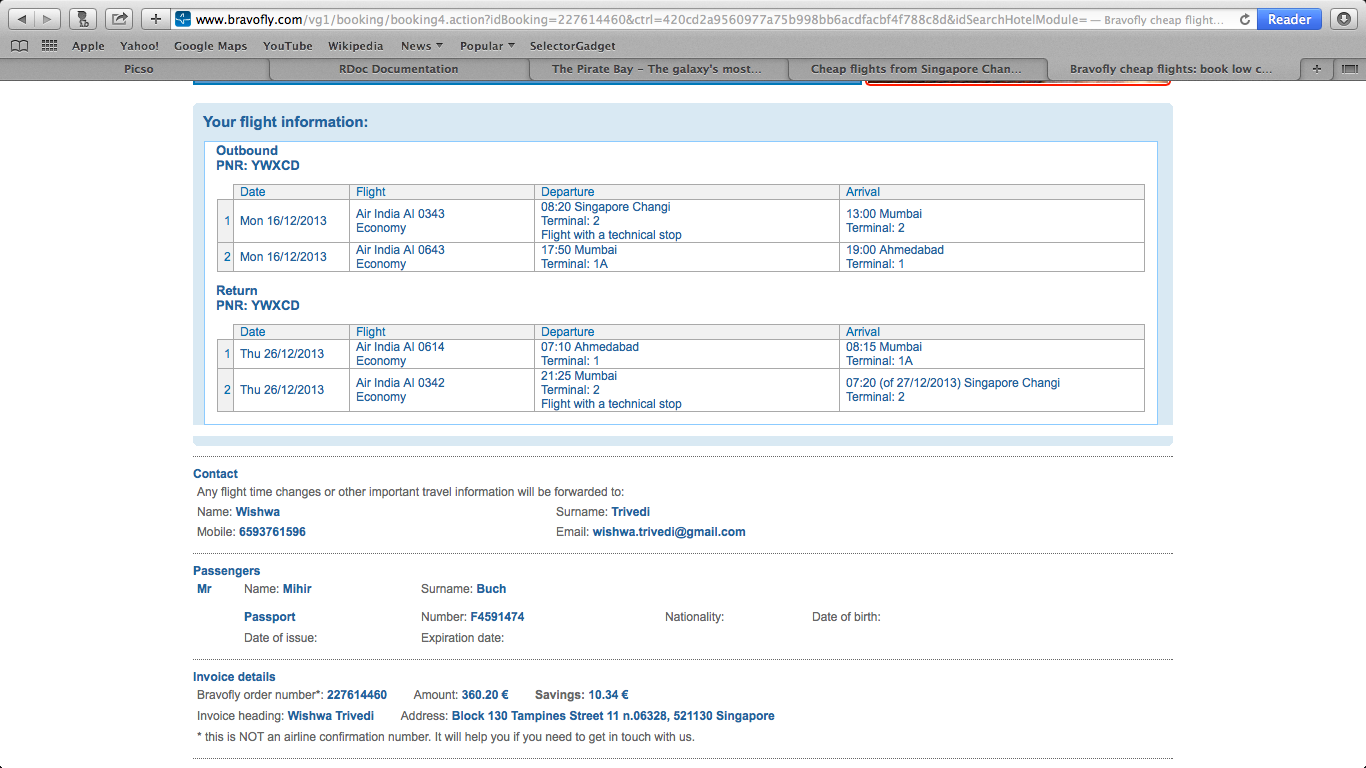 www.bravofly.com/vg1/booking/booking4.action?idBooking=227614460&ctrl=420cd2a9560977a75b998bb6acdfacbf4f788c8d&idSearchHotelModule= — Bravofly cheap flight... Reader
Apple Yahoo! Google Maps YouTube Wikipedia News Popular SelectorGadget
Picso RDoc Documentation The Pirate Bay – The galaxy's most... Cheap flights from Singapore Chan... Bravofly cheap flights: book low c...
Your flight information:
Outbound
PNR: YWXCD
Date Flight Departure Arrival
1 Mon 16/12/2013 Air India AI 0343 Economy 08:20 Singapore Changi Terminal: 2 Flight with a technical stop 13:00 Mumbai Terminal: 2
2 Mon 16/12/2013 Air India AI 0643 Economy 17:50 Mumbai Terminal: 1A 19:00 Ahmedabad Terminal: 1
Return
PNR: YWXCD
Date Flight Departure Arrival
1 Thu 26/12/2013 Air India AI 0614 Economy 07:10 Ahmedabad Terminal: 1 08:15 Mumbai Terminal: 1A
2 Thu 26/12/2013 Air India AI 0342 Economy 21:25 Mumbai Terminal: 2 Flight with a technical stop 07:20 (of 27/12/2013) Singapore Changi Terminal: 2
Contact
Any flight time changes or other important travel information will be forwarded to:
Name: Wishwa Surname: Trivedi
Mobile: 6593761596 Email: wishwa.trivedi@gmail.com
Passengers
Mr Name: Mihir Surname: Buch
Passport Number: F4591474 Nationality: Date of birth:
Date of issue: Expiration date:
Invoice details
Bravofly order number*: 227614460 Amount: 360.20 € Savings: 10.34 €
Invoice heading: Wishwa Trivedi Address: Block 130 Tampines Street 11 n.06328, 521130 Singapore
* this is NOT an airline confirmation number. It will help you if you need to get in touch with us.